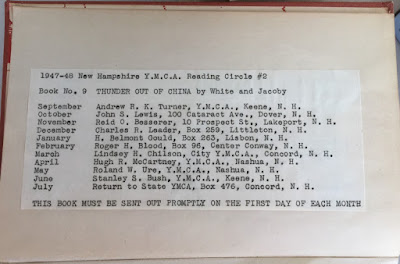 1947-48 New Hampshire Y.M.C.A. Reading Circle #2
Book No. 9 THUNDER OUT OF CHINA by White and Jacoby
September Andrew R. K. Turner, Y.M.C.A., Keene, N. H.
October John S. Lewis, 100 Cataract Ave., Dover, N. H.
November Reid O. Besserer, 10 Prospect St., Lakeport, N. H.
December Charles R. Leader, Box 259, Littleton, N. H.
January H. Belmont Gould, Box 263, Lisbon, N. H.
February Roger H. Blood, Box 96, Center Conway, N. H.
March Lindsey H. Chilson, City Y.M.C.A., Concord, N. H.
April Hugh R. McCartney, Y.M.C.A., Nashua, N. H.
May Roland W. Ure, Y.M.C.A., Nashua, N. H.
June Stanley S. Bush, Y.M.C.A., Keene, N. H.
July Return to State YMCA, Box 476, Concord, N. H.
THIS BOOK MUST BE SENT OUT PROMPTLY ON THE FIRST DAY OF EACH MONTH